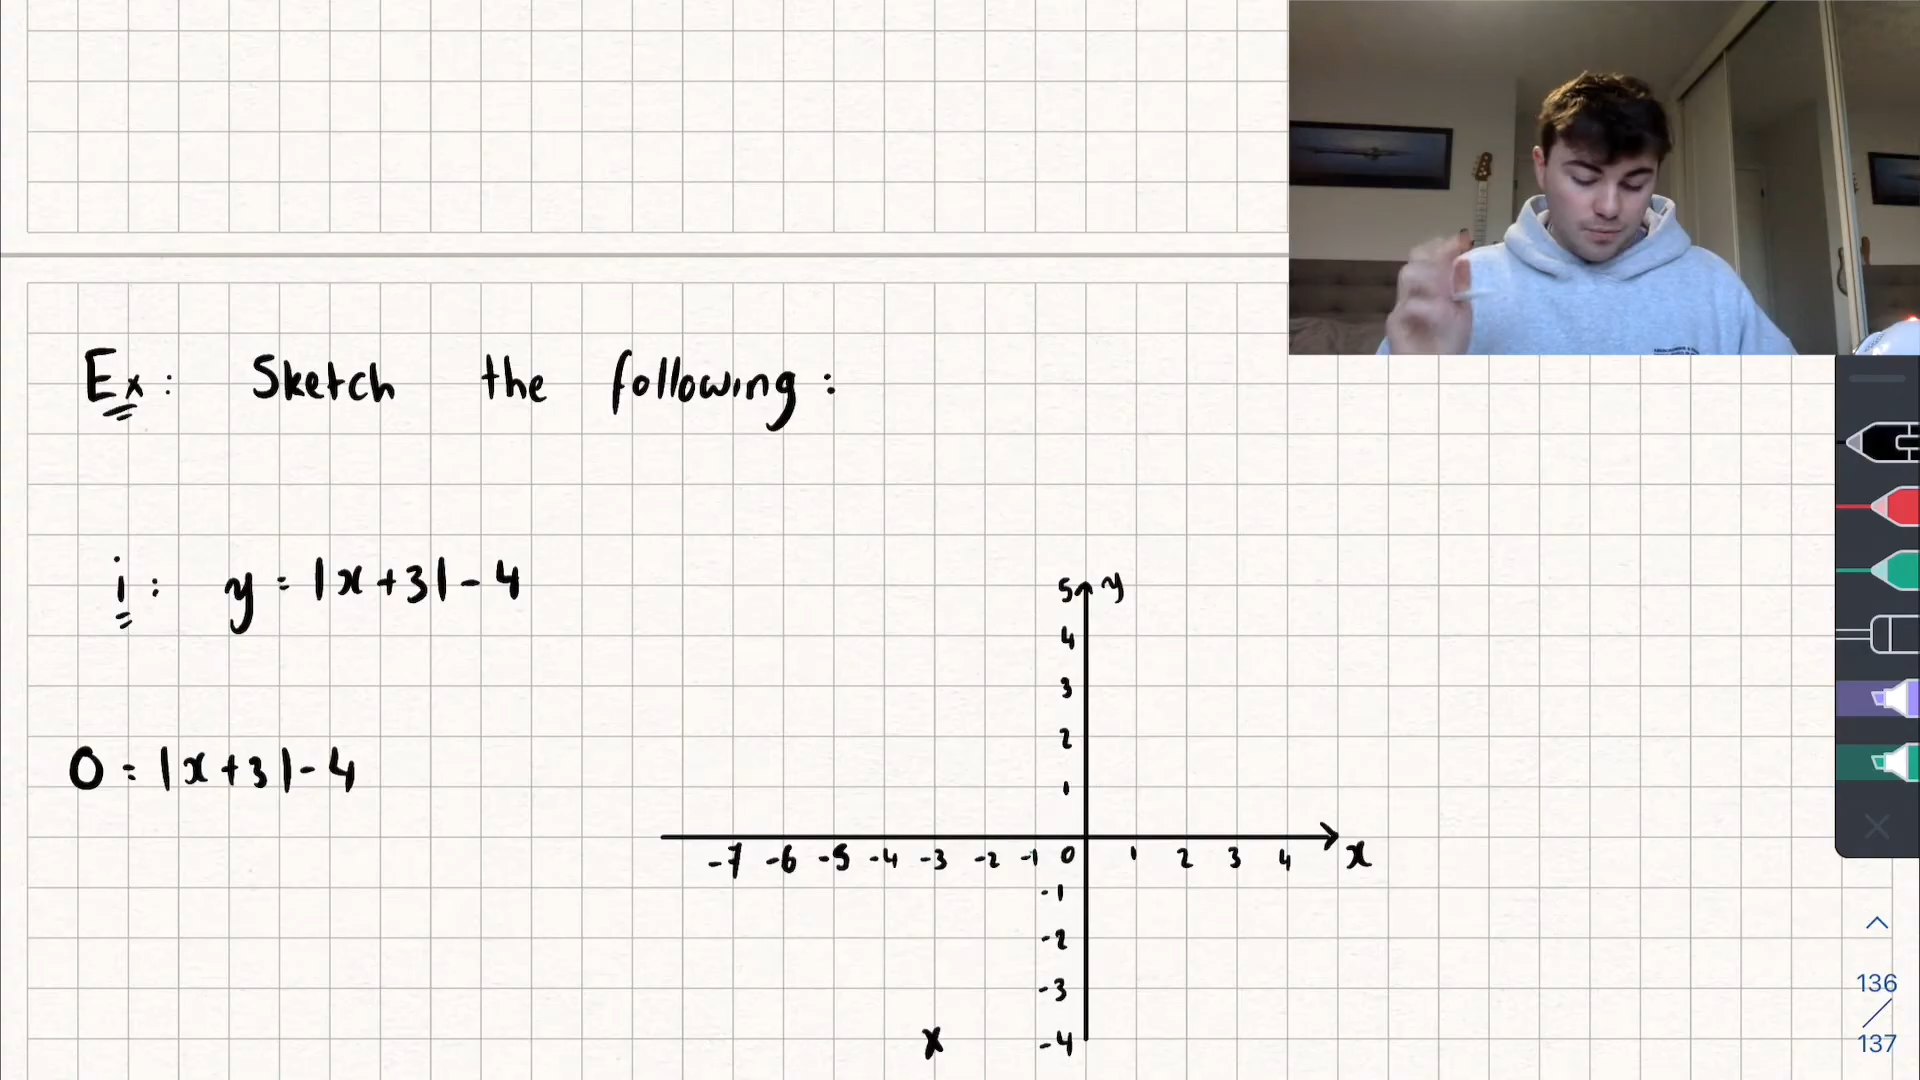 Ex: Sketch the following:
i: y = |x+3| - 4
0 = |x+3| - 4
5 y
4
3
2
1
-7 -6 -5 -4 -3 -2 -1 0 1 2 3 4 x
-1
-2
-3
x -4
136
/
137